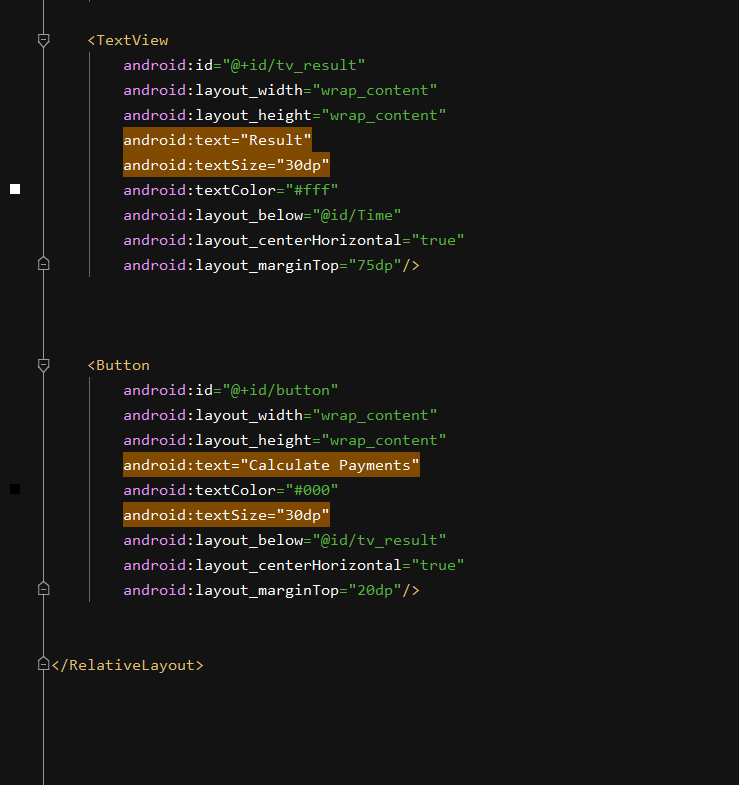 <TextView
android:id="@+id/tv_result"
android:layout_width="wrap_content"
android:layout_height="wrap_content"
android:text="Result"
android:textSize="30dp"
android:textColor="#fff"
android:layout_below="@id/Time"
android:layout_centerHorizontal="true"
android:layout_marginTop="75dp"/>
<Button
android:id="@+id/button"
android:layout_width="wrap_content"
android:layout_height="wrap_content"
android:text="Calculate Payments"
android:textColor="#000"
android:textSize="30dp"
android:layout_below="@id/tv_result"
android:layout_centerHorizontal="true"
android:layout_marginTop="20dp"/>
</RelativeLayout>